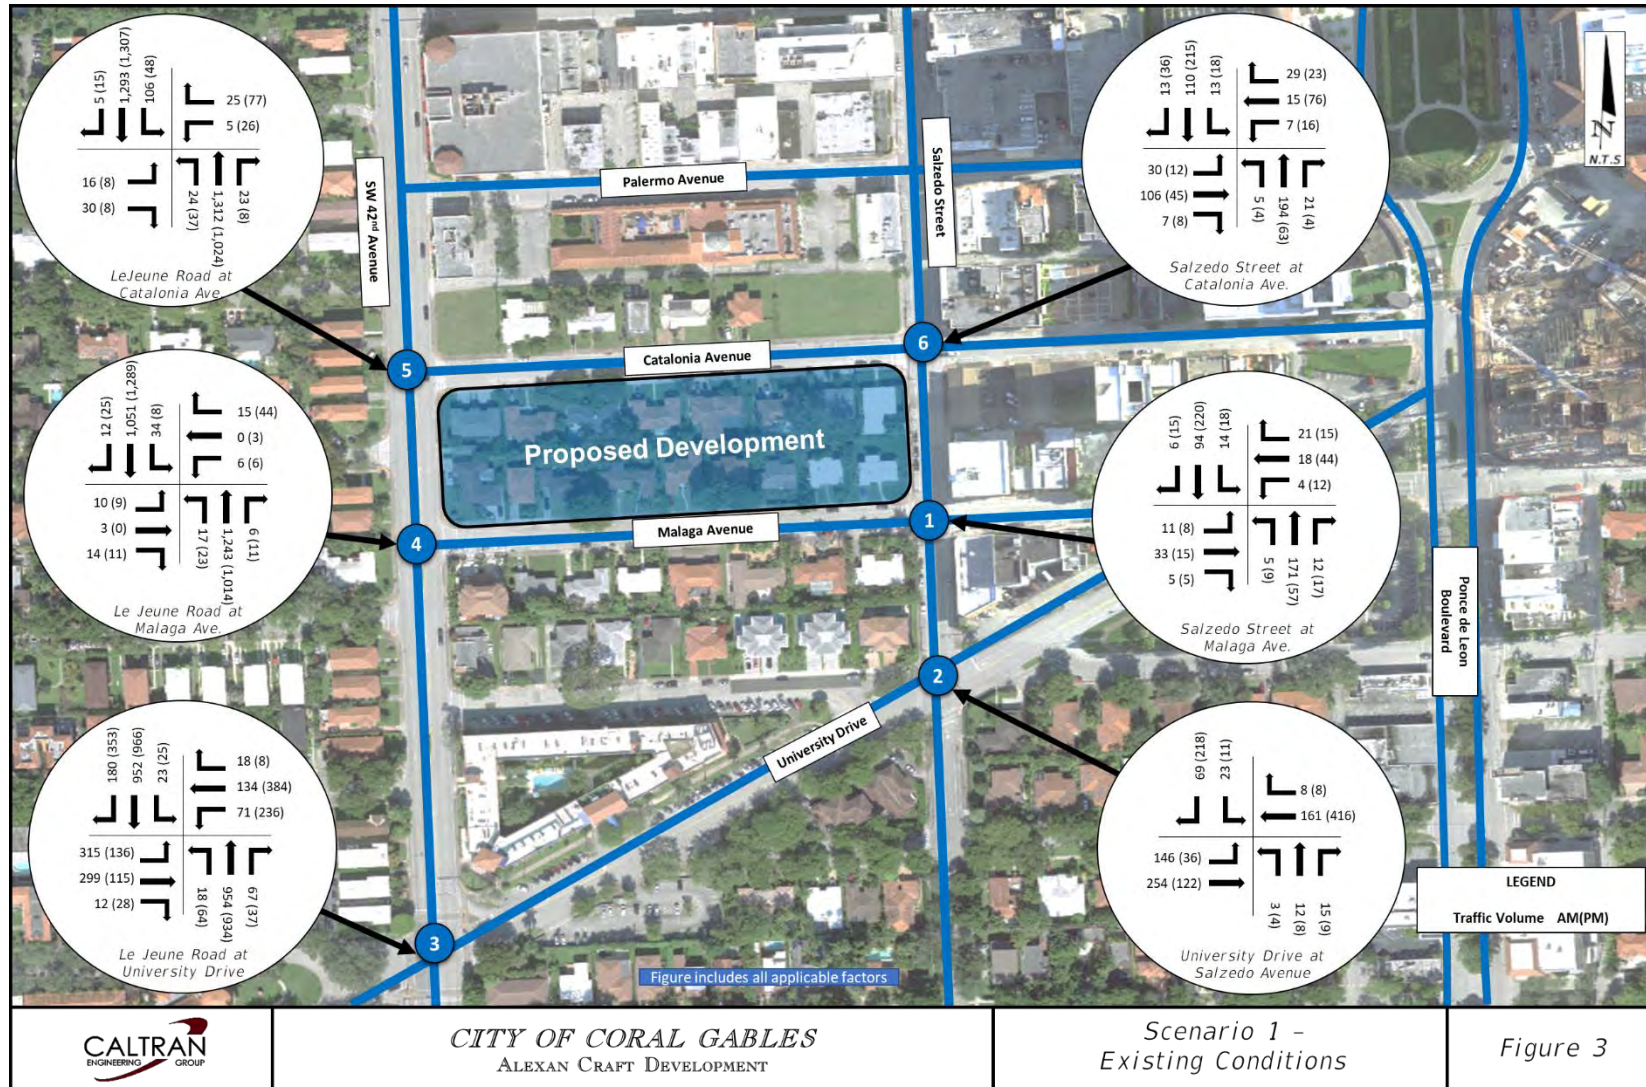 5 (15)
1,293 (1,307)
106 (48)
25 (77)
5 (26)
16 (8)
30 (8)
24 (37)
1,312 (1,024)
23 (8)
LeJeune Road at
Catalonia Ave.
12 (25)
1,051 (1,289)
34 (8)
15 (44)
0 (3)
6 (6)
10 (9)
3 (0)
14 (11)
17 (23)
1,243 (1,014)
6 (11)
Le Jeune Road at
Malaga Ave.
180 (353)
952 (966)
23 (25)
18 (8)
134 (384)
71 (236)
315 (136)
299 (115)
12 (28)
18 (64)
954 (934)
67 (37)
Le Jeune Road at
University Drive
SW 42nd Avenue
Palermo Avenue
Salzedo Street
Catalonia Avenue
Proposed Development
Malaga Avenue
University Drive
Ponce de Leon
Boulevard
5
6
4
1
2
3
13 (36)
110 (215)
13 (18)
29 (23)
15 (76)
7 (16)
30 (12)
106 (45)
7 (8)
5 (4)
194 (63)
21 (4)
Salzedo Street at
Catalonia Ave.
6 (15)
94 (220)
14 (18)
21 (15)
18 (44)
4 (12)
11 (8)
33 (15)
5 (5)
5 (9)
171 (57)
12 (17)
Salzedo Street at
Malaga Ave.
69 (218)
23 (11)
8 (8)
161 (416)
146 (36)
254 (122)
3 (4)
12 (8)
15 (9)
University Drive at
Salzedo Avenue
N
N.T.S
LEGEND
Traffic Volume AM(PM)
Figure includes all applicable factors
CALTRAN
ENGINEERING GROUP
CITY OF CORAL GABLES
ALEXAN CRAFT DEVELOPMENT
Scenario 1 –
Existing Conditions
Figure 3